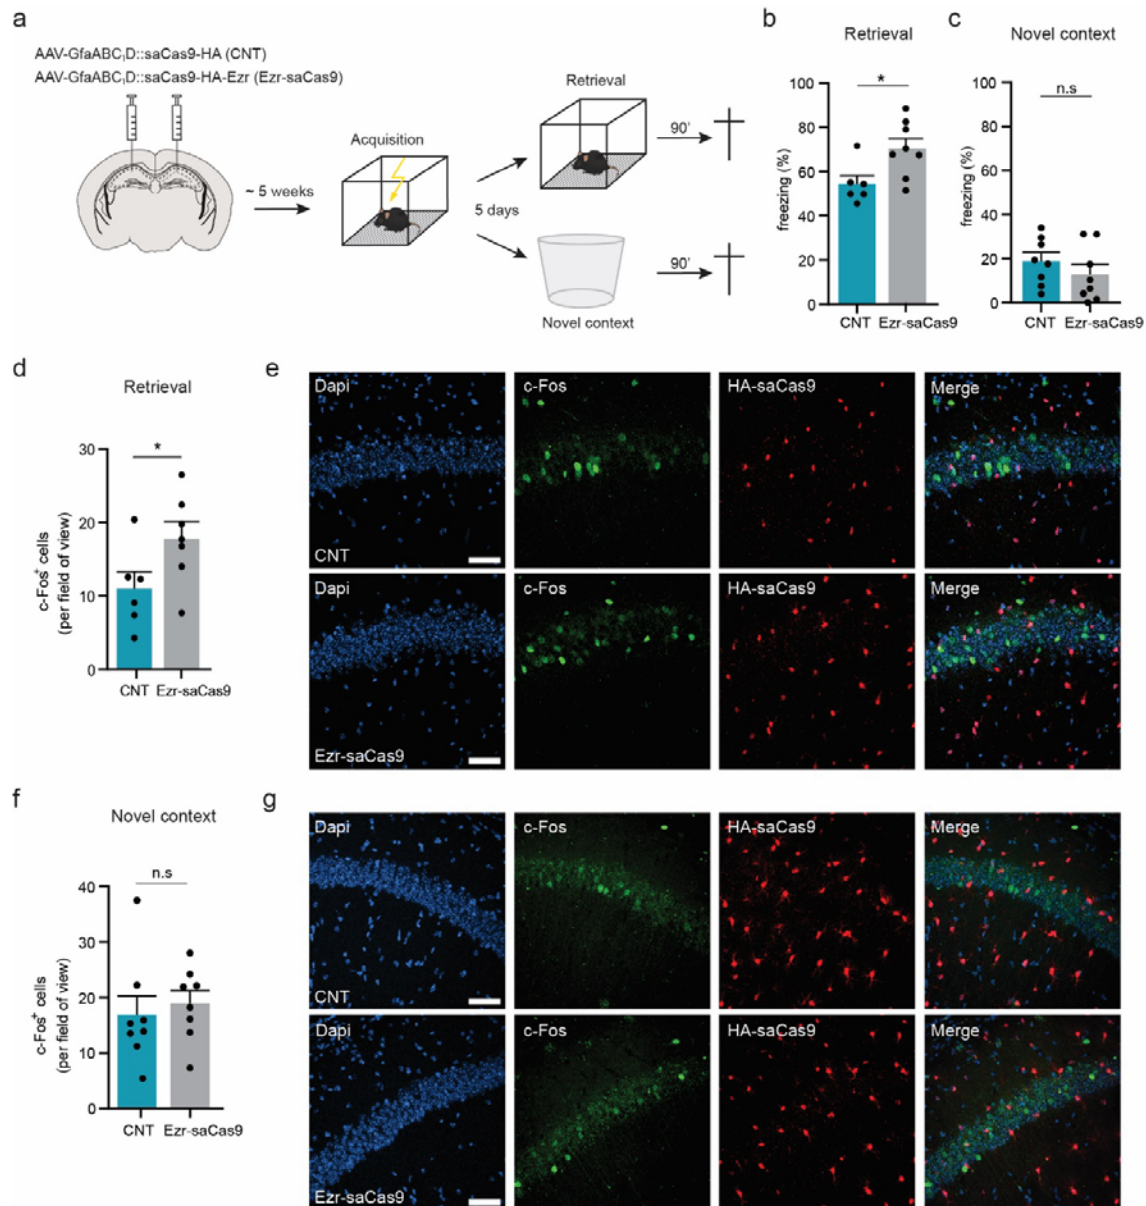 a
AAV-GfaABC₁D::saCas9-HA (CNT)
AAV-GfaABC₁D::saCas9-HA-Ezr (Ezr-saCas9)
~ 5 weeks
Acquisition
5 days
Retrieval
90'
Novel context
90'
b
Retrieval
*
freezing (%)
100
80
60
40
20
0
CNT
Ezr-saCas9
c
Novel context
n.s
freezing (%)
100
80
60
40
20
0
CNT
Ezr-saCas9
d
Retrieval
*
c-Fos⁺ cells
(per field of view)
30
20
10
0
CNT
Ezr-saCas9
e
Dapi
c-Fos
HA-saCas9
Merge
CNT
Dapi
c-Fos
HA-saCas9
Merge
Ezr-saCas9
f
Novel context
n.s
c-Fos⁺ cells
(per field of view)
40
30
20
10
0
CNT
Ezr-saCas9
g
Dapi
c-Fos
HA-saCas9
Merge
CNT
Dapi
c-Fos
HA-saCas9
Merge
Ezr-saCas9